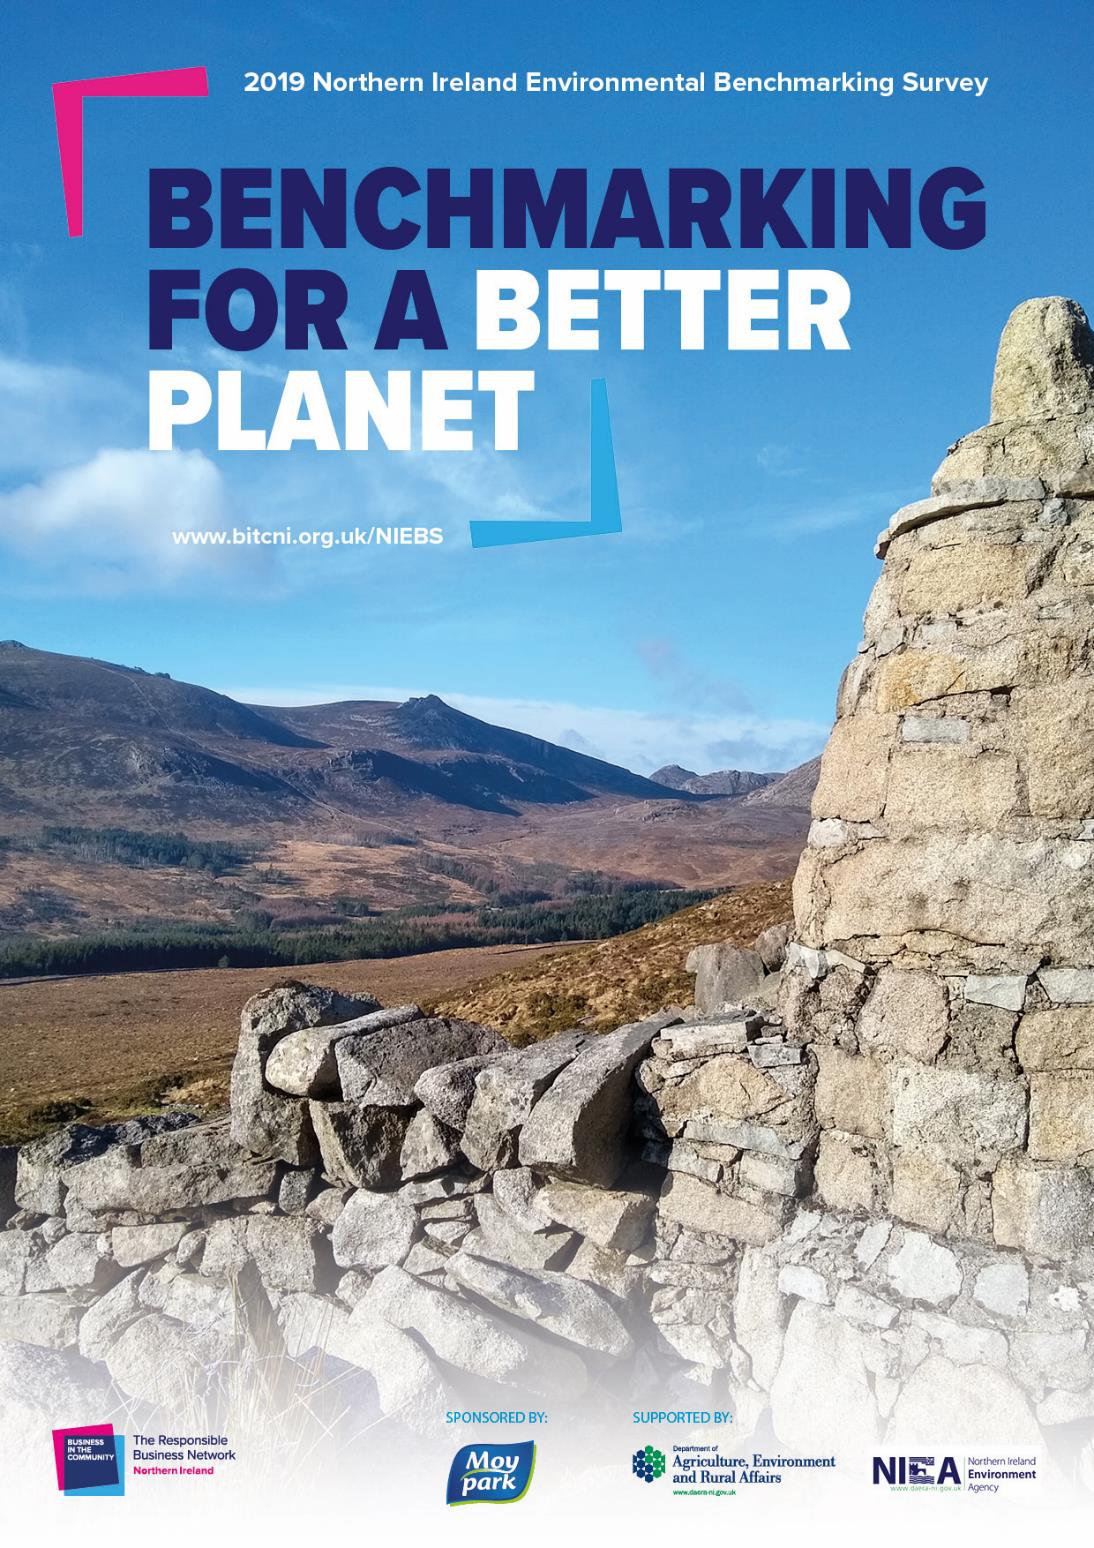 2019 Northern Ireland Environmental Benchmarking Survey
BENCHMARKING
FOR A BETTER
PLANET
www.bitcni.org.uk/NIEBS
SPONSORED BY:
SUPPORTED BY:
BUSINESS
IN THE
COMMUNITY
The Responsible
Business Network
Northern Ireland
Moy
park
Department of
Agriculture, Environment
and Rural Affairs
www.daera-ni.gov.uk
NIEA
www.daera-ni.gov.uk
Northern Ireland
Environment
Agency